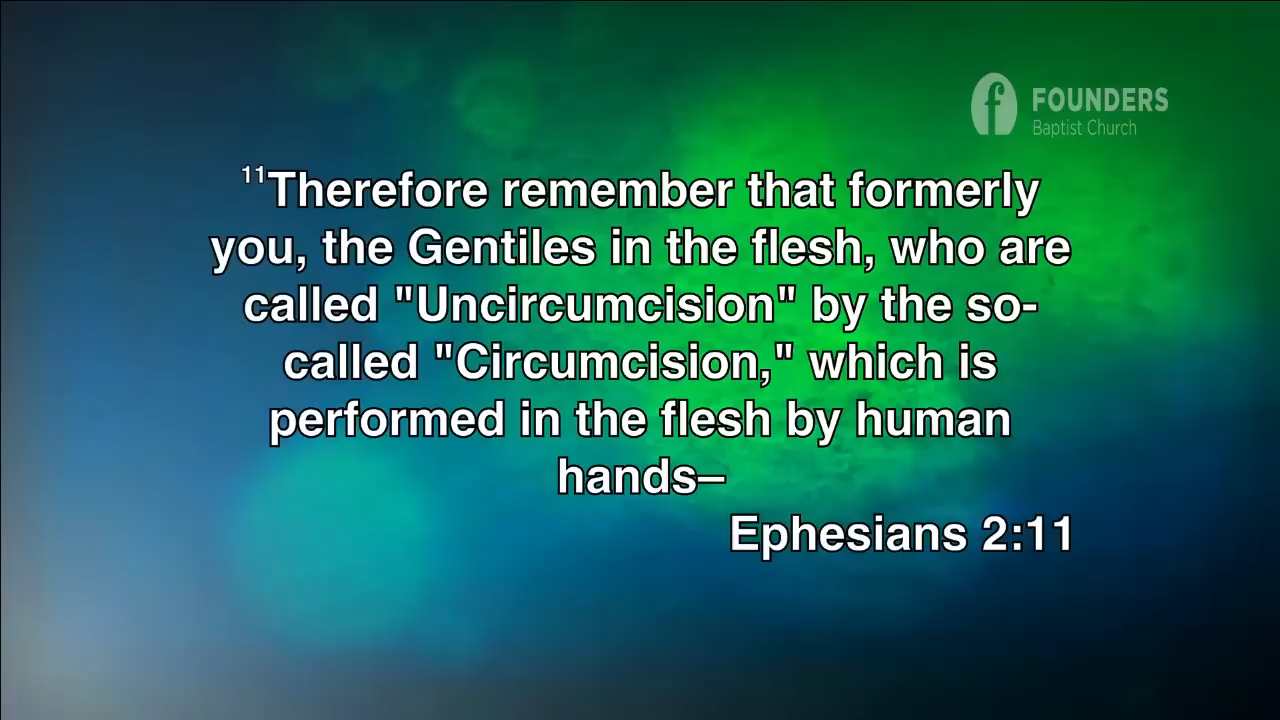 FOUNDERS
Baptist Church
11Therefore remember that formerly
you, the Gentiles in the flesh, who are
called "Uncircumcision" by the so-
called "Circumcision," which is
performed in the flesh by human
hands–
Ephesians 2:11